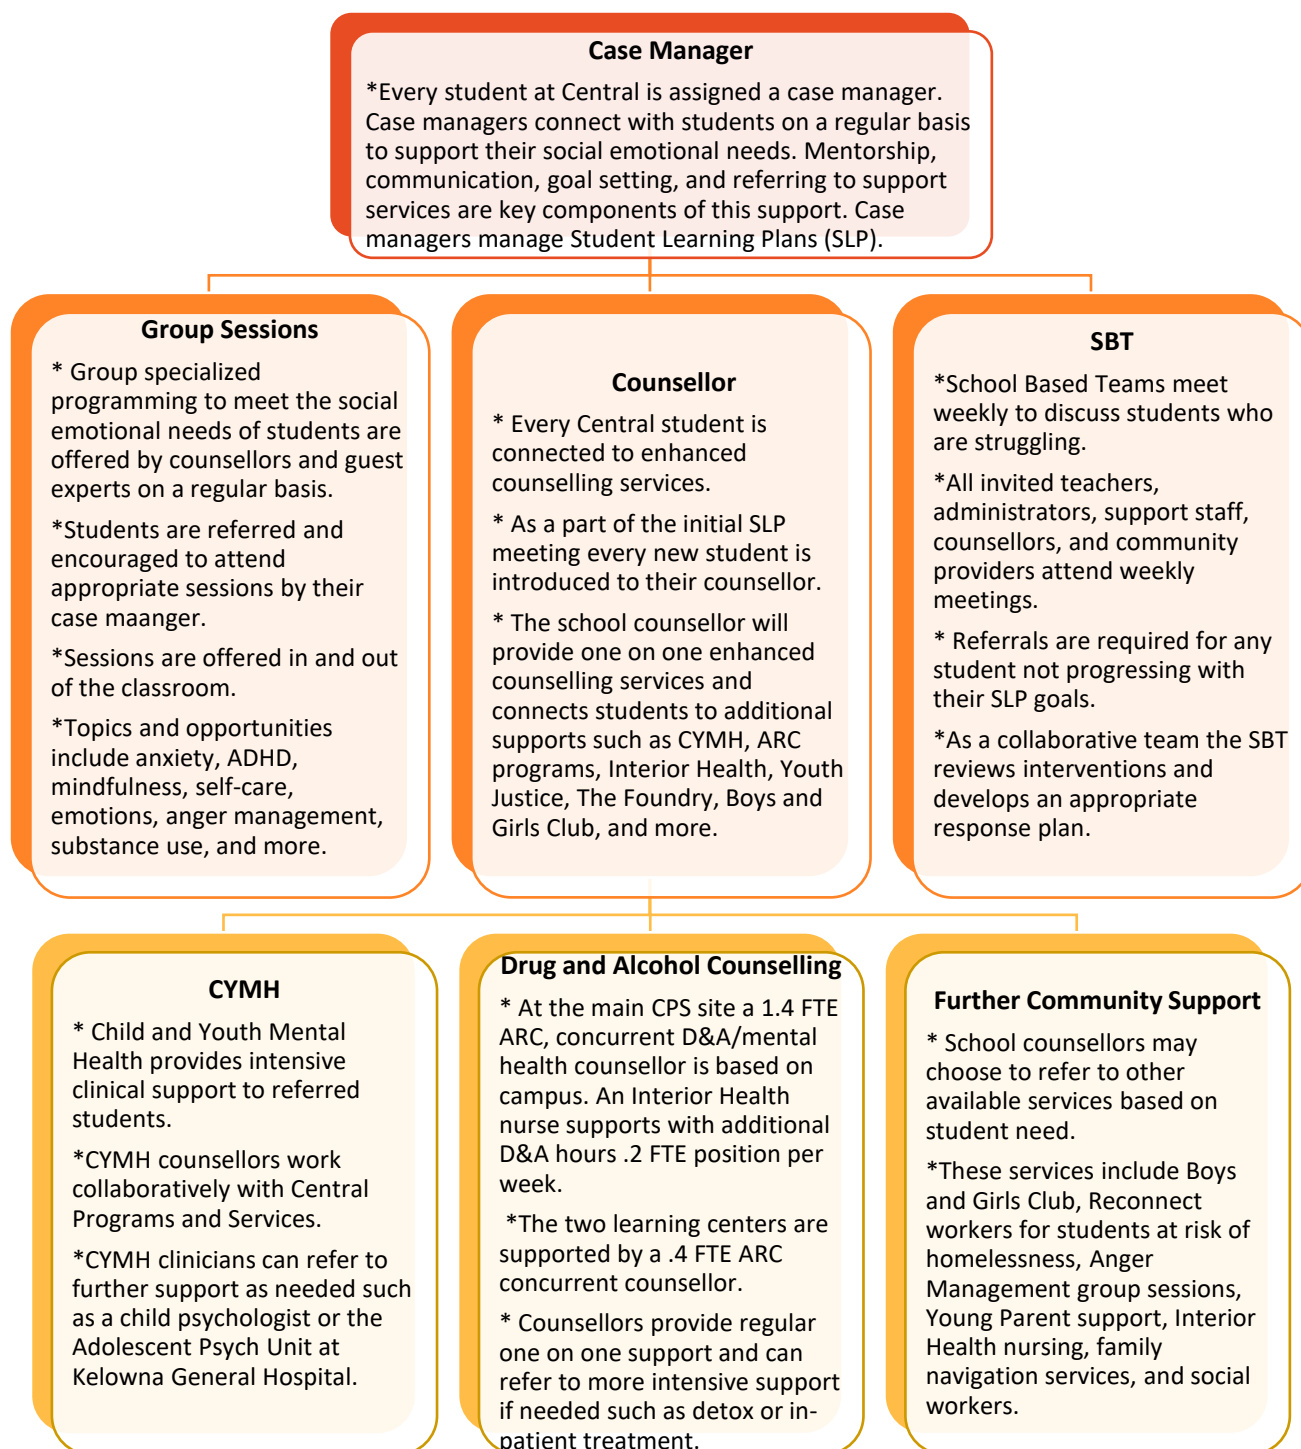 Case Manager
*Every student at Central is assigned a case manager.
Case managers connect with students on a regular basis
to support their social emotional needs. Mentorship,
communication, goal setting, and referring to support
services are key components of this support. Case
managers manage Student Learning Plans (SLP).
Group Sessions
* Group specialized
programming to meet the social
emotional needs of students are
offered by counsellors and guest
experts on a regular basis.
*Students are referred and
encouraged to attend
appropriate sessions by their
case maanger.
*Sessions are offered in and out
of the classroom.
*Topics and opportunities
include anxiety, ADHD,
mindfulness, self-care,
emotions, anger management,
substance use, and more.
Counsellor
* Every Central student is
connected to enhanced
counselling services.
* As a part of the initial SLP
meeting every new student is
introduced to their counsellor.
* The school counsellor will
provide one on one enhanced
counselling services and
connects students to additional
supports such as CYMH, ARC
programs, Interior Health, Youth
Justice, The Foundry, Boys and
Girls Club, and more.
SBT
*School Based Teams meet
weekly to discuss students who
are struggling.
*All invited teachers,
administrators, support staff,
counsellors, and community
providers attend weekly
meetings.
* Referrals are required for any
student not progressing with
their SLP goals.
*As a collaborative team the SBT
reviews interventions and
develops an appropriate
response plan.
CYMH
* Child and Youth Mental
Health provides intensive
clinical support to referred
students.
*CYMH counsellors work
collaboratively with Central
Programs and Services.
*CYMH clinicians can refer to
further support as needed such
as a child psychologist or the
Adolescent Psych Unit at
Kelowna General Hospital.
Drug and Alcohol Counselling
* At the main CPS site a 1.4 FTE
ARC, concurrent D&A/mental
health counsellor is based on
campus. An Interior Health
nurse supports with additional
D&A hours .2 FTE position per
week.
*The two learning centers are
supported by a .4 FTE ARC
concurrent counsellor.
* Counsellors provide regular
one on one support and can
refer to more intensive support
if needed such as detox or in-
patient treatment.
Further Community Support
* School counsellors may
choose to refer to other
available services based on
student need.
*These services include Boys
and Girls Club, Reconnect
workers for students at risk of
homelessness, Anger
Management group sessions,
Young Parent support, Interior
Health nursing, family
navigation services, and social
workers.